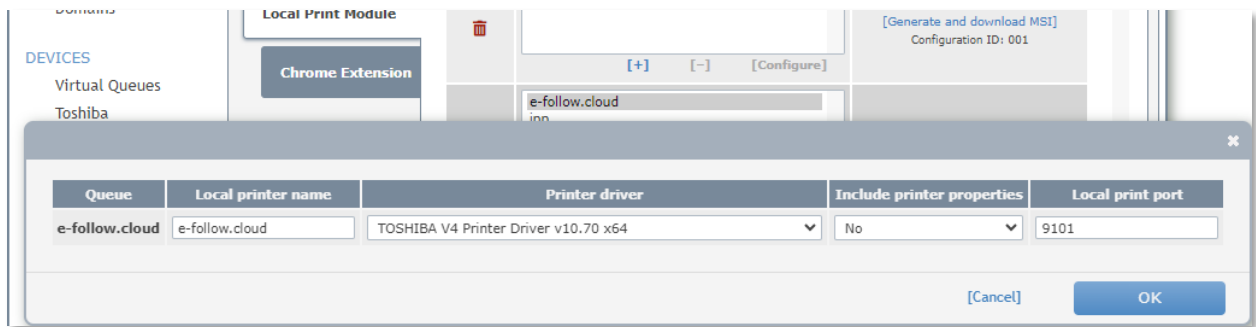 Domains
Local Print Module
[Generate and download MSI]
Configuration ID: 001
DEVICES
[+] [−] [Configure]
Chrome Extension
Virtual Queues
e-follow.cloud
Toshiba
ipp
Queue Local printer name Printer driver Include printer properties Local print port
e-follow.cloud e-follow.cloud TOSHIBA V4 Printer Driver v10.70 x64 No 9101
[Cancel] OK